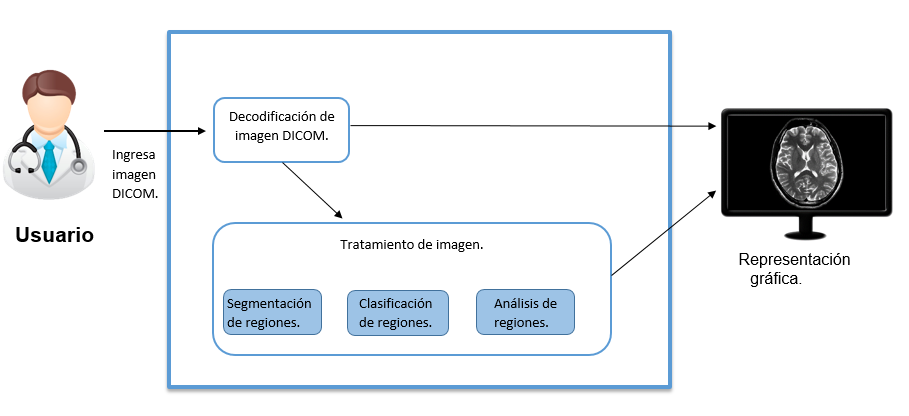 Decodificación de
imagen DICOM.
Ingresa
imagen
DICOM.
Usuario
Tratamiento de imagen.
Segmentación
de regiones.
Clasificación
de regiones.
Análisis de
regiones.
Representación
gráfica.